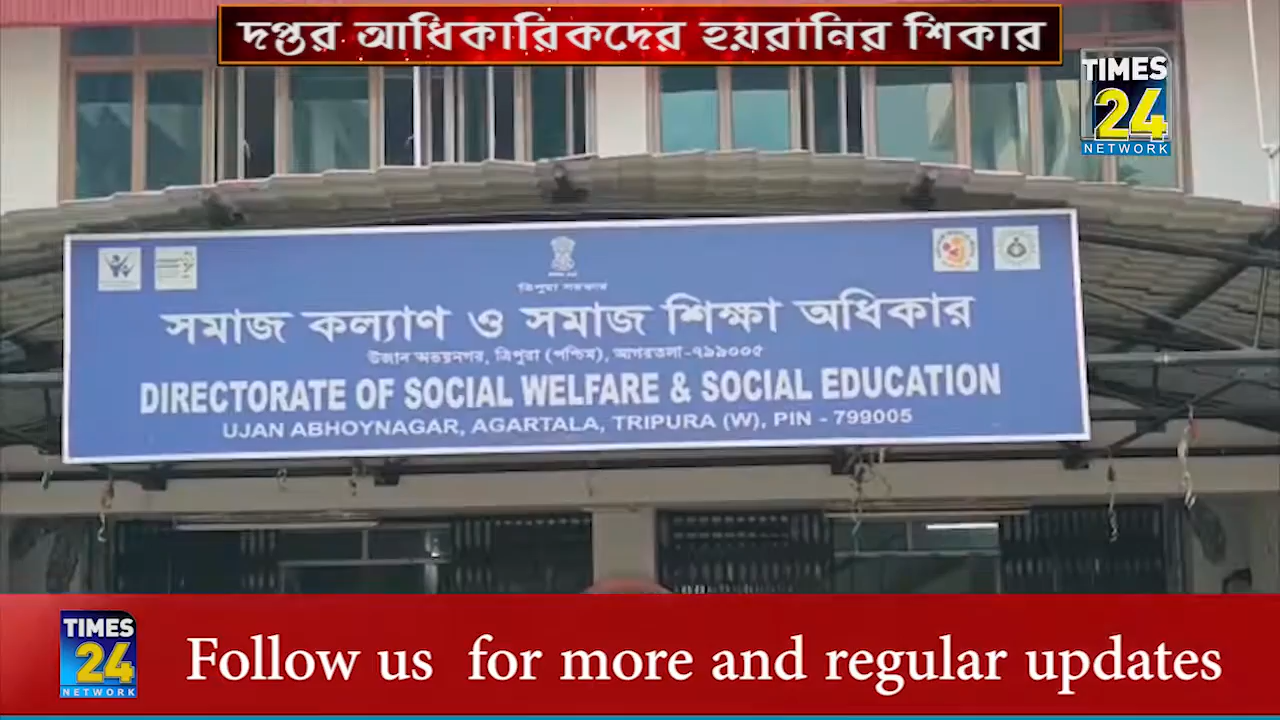 দপ্তর আধিকারিকদের হয়রানির শিকার
TIMES
24
NETWORK
ত্রিপুরা সরকার
সমাজ কল্যাণ ও সমাজ শিক্ষা অধিকার
উজান অভয়নগর, ত্রিপুরা (পশ্চিম), আগরতলা-৭৯৯০০৫
DIRECTORATE OF SOCIAL WELFARE & SOCIAL EDUCATION
UJAN ABHOYNAGAR, AGARTALA, TRIPURA (W), PIN - 799005
TIMES
24
NETWORK
Follow us for more and regular updates